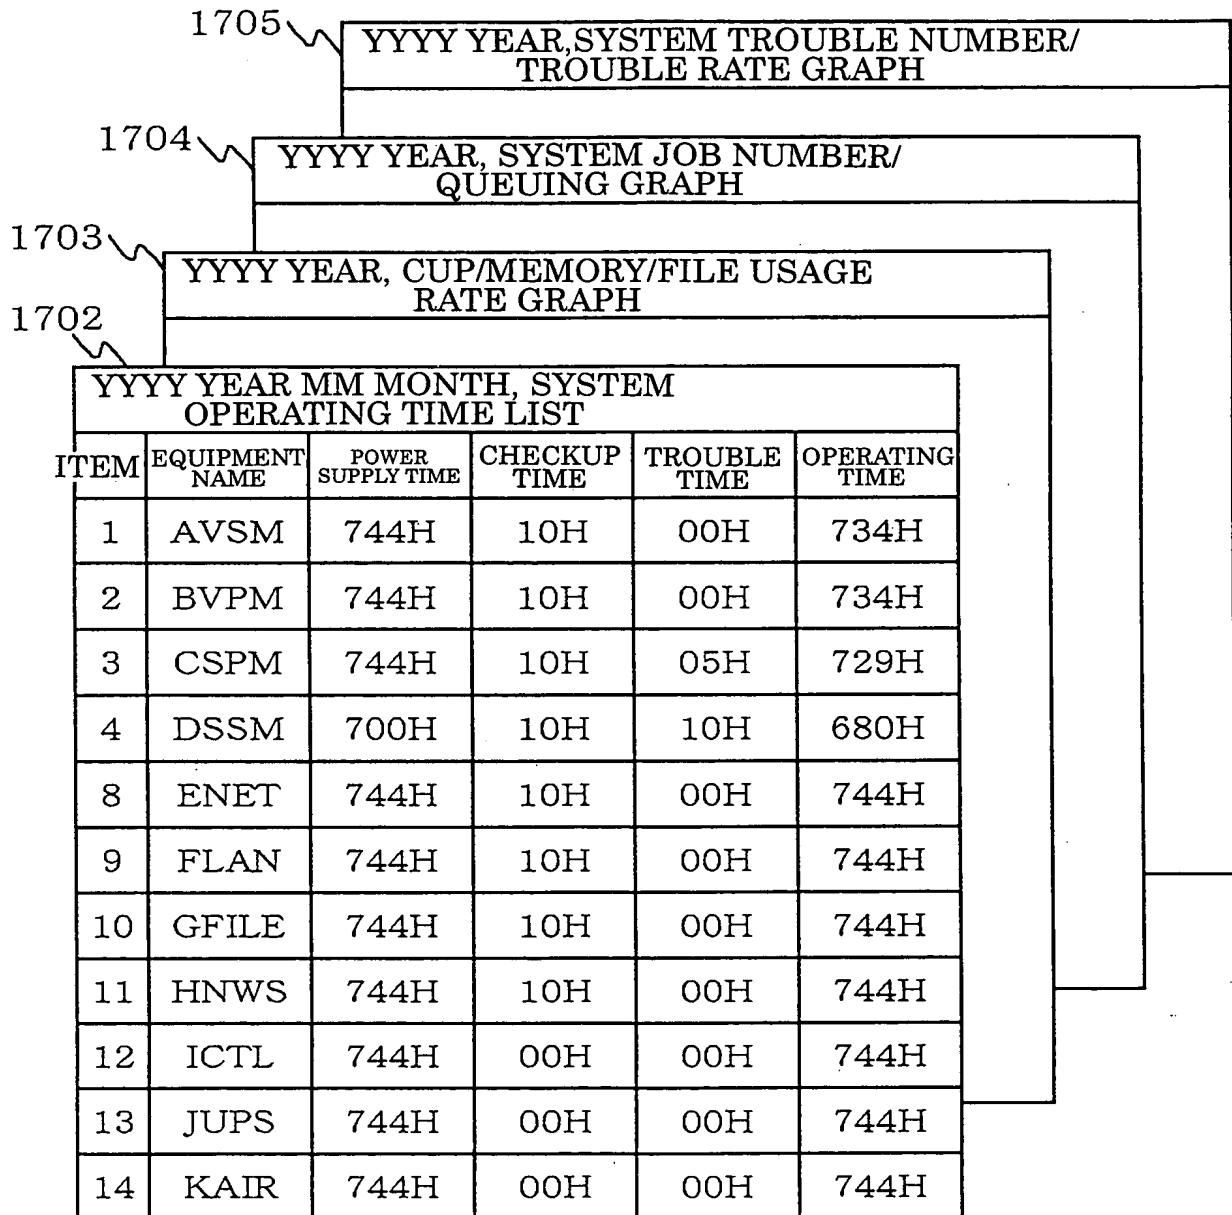 1705
YYYY YEAR,SYSTEM TROUBLE NUMBER/
TROUBLE RATE GRAPH
1704
YYYY YEAR, SYSTEM JOB NUMBER/
QUEUING GRAPH
1703
YYYY YEAR, CUP/MEMORY/FILE USAGE
RATE GRAPH
1702
YYYY YEAR MM MONTH, SYSTEM
OPERATING TIME LIST
ITEM EQUIPMENT NAME POWER SUPPLY TIME CHECKUP TIME TROUBLE TIME OPERATING TIME
1 AVSM 744H 10H 00H 734H
2 BVPM 744H 10H 00H 734H
3 CSPM 744H 10H 05H 729H
4 DSSM 700H 10H 10H 680H
8 ENET 744H 10H 00H 744H
9 FLAN 744H 10H 00H 744H
10 GFILE 744H 10H 00H 744H
11 HNWS 744H 10H 00H 744H
12 ICTL 744H 00H 00H 744H
13 JUPS 744H 00H 00H 744H
14 KAIR 744H 00H 00H 744H